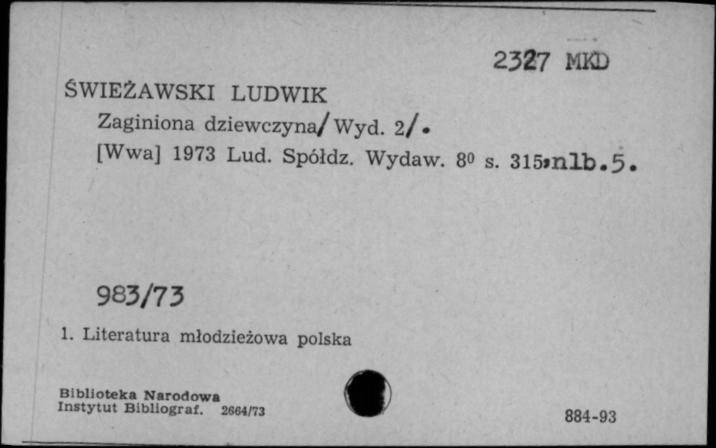 2327 MKD
ŚWIEŻAWSKI LUDWIK
Zaginiona dziewczyna/Wyd. 2/.
[Wwa] 1973 Lud. Spółdz. Wydaw. 8⁰ s. 315,nlb.5.
983/73
1. Literatura młodzieżowa polska
Biblioteka Narodowa
Instytut Bibliograf. 2664/73
884-93